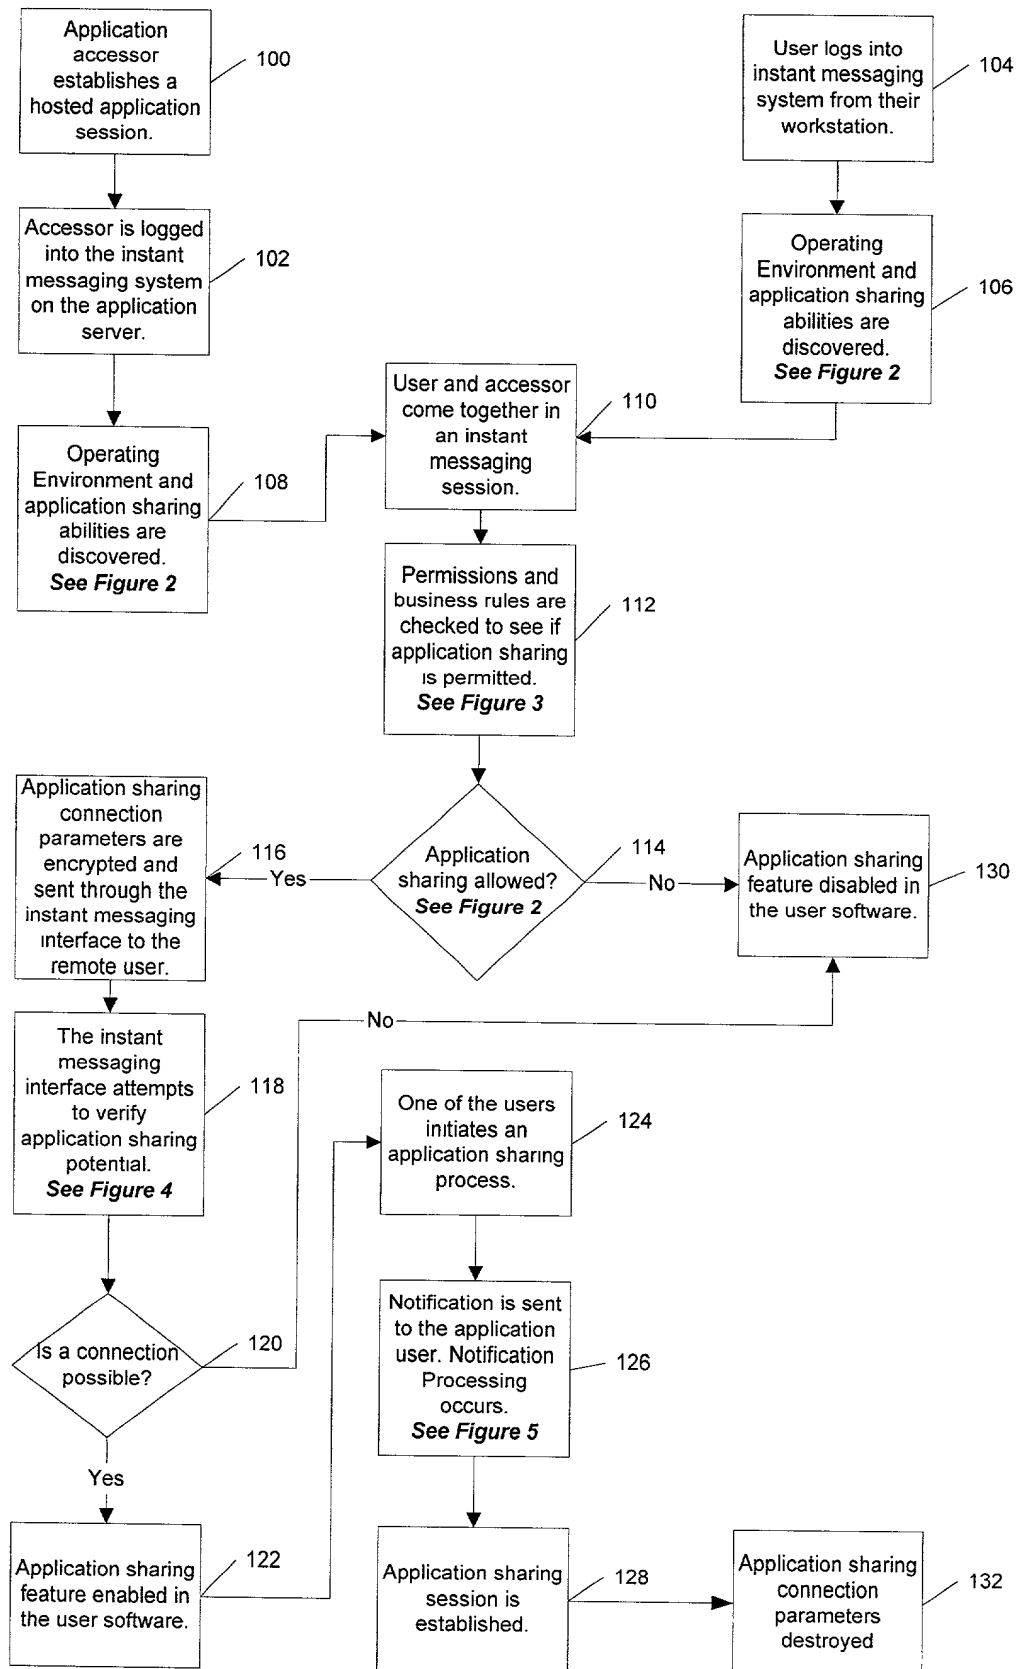 Application
accessor
establishes a
hosted application
session.
100
User logs into
instant messaging
system from their
workstation.
104
Accessor is logged
into the instant
messaging system
on the application
server.
102
Operating
Environment and
application sharing
abilities are
discovered.
See Figure 2
106
Operating
Environment and
application sharing
abilities are
discovered.
See Figure 2
108
User and accessor
come together in
an instant
messaging
session.
110
Permissions and
business rules are
checked to see if
application sharing
is permitted.
See Figure 3
112
Application
sharing allowed?
See Figure 2
114
Yes
No
Application sharing
connection
parameters are
encrypted and
sent through the
instant messaging
interface to the
remote user.
116
Application sharing
feature disabled in
the user software.
130
No
The instant
messaging
interface attempts
to verify
application sharing
potential.
See Figure 4
118
Is a connection
possible?
120
Yes
Application sharing
feature enabled in
the user software.
122
One of the users
initiates an
application sharing
process.
124
Notification is sent
to the application
user. Notification
Processing
occurs.
See Figure 5
126
Application sharing
session is
established.
128
Application sharing
connection
parameters
destroyed
132